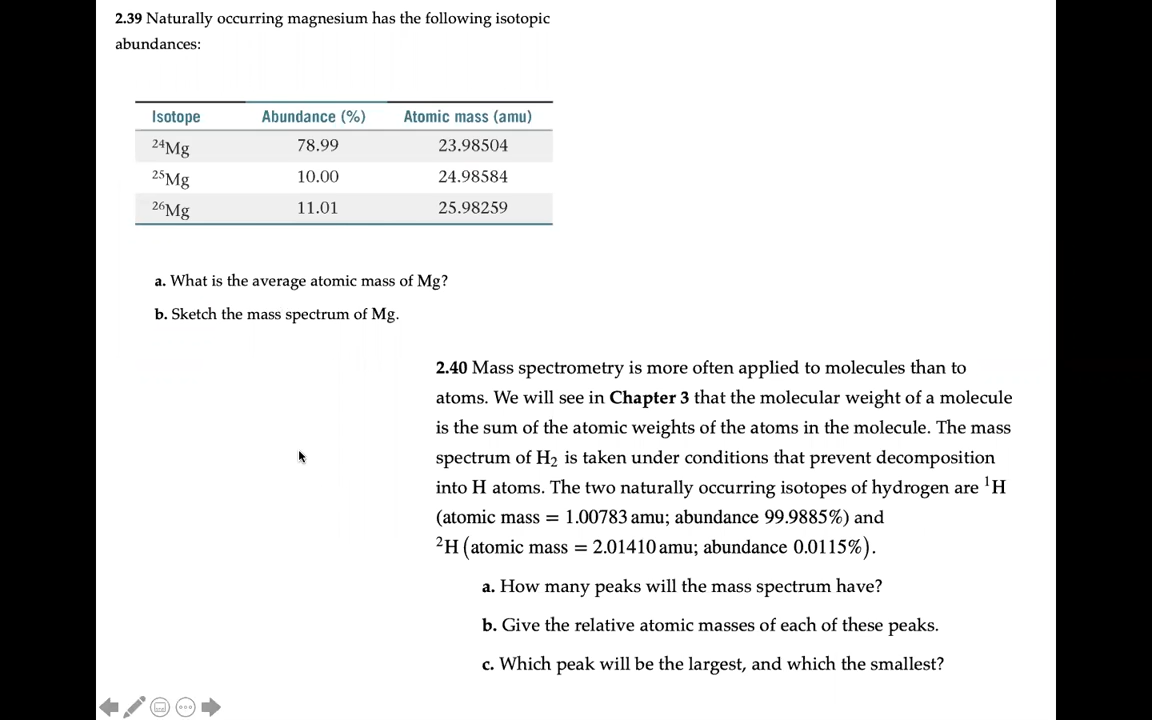 2.39 Naturally occurring magnesium has the following isotopic
abundances:
Isotope Abundance (%) Atomic mass (amu)
²⁴Mg 78.99 23.98504
²⁵Mg 10.00 24.98584
²⁶Mg 11.01 25.98259
a. What is the average atomic mass of Mg?
b. Sketch the mass spectrum of Mg.
2.40 Mass spectrometry is more often applied to molecules than to
atoms. We will see in Chapter 3 that the molecular weight of a molecule
is the sum of the atomic weights of the atoms in the molecule. The mass
spectrum of H₂ is taken under conditions that prevent decomposition
into H atoms. The two naturally occurring isotopes of hydrogen are ¹H
(atomic mass = 1.00783 amu; abundance 99.9885%) and
²H (atomic mass = 2.01410 amu; abundance 0.0115%).
a. How many peaks will the mass spectrum have?
b. Give the relative atomic masses of each of these peaks.
c. Which peak will be the largest, and which the smallest?